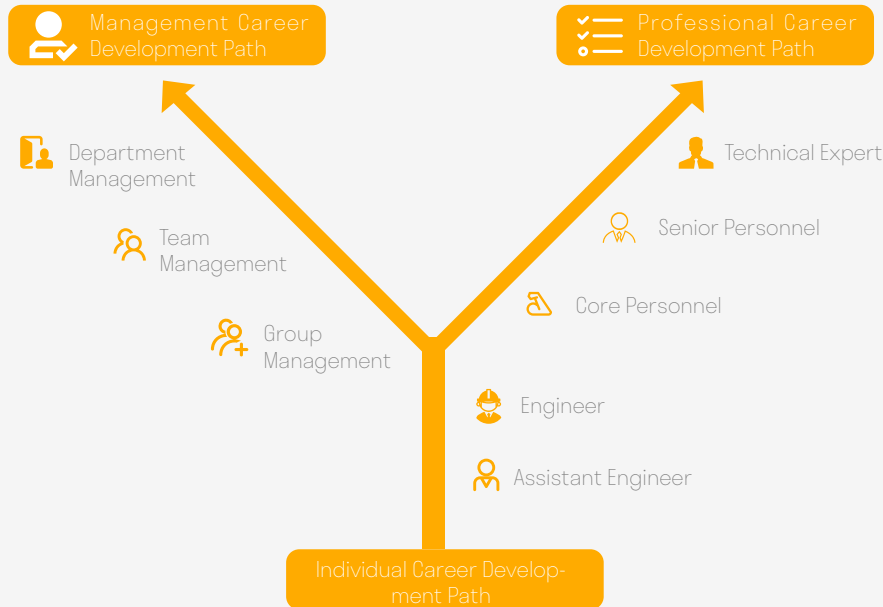 Management Career
Development Path
Professional Career
Development Path
Department
Management
Technical Expert
Team
Management
Senior Personnel
Group
Management
Core Personnel
Engineer
Assistant Engineer
Individual Career Develop-
ment Path